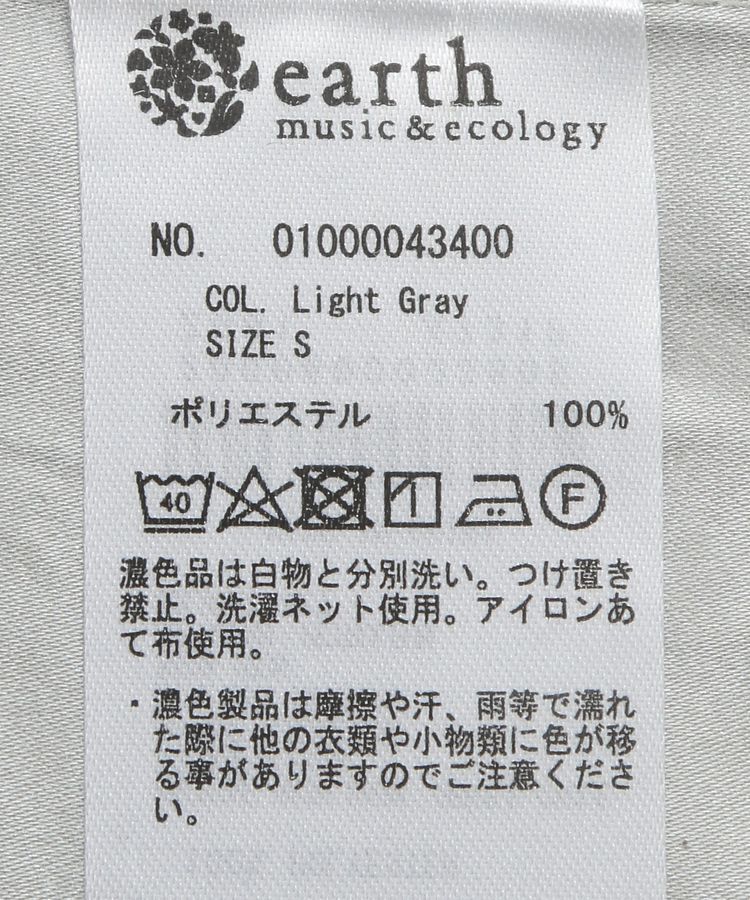 earth
music&ecology
NO. 01000043400
COL. Light Gray
SIZE S
ポリエステル 100%
40 F
濃色品は白物と分別洗い。つけ置き
禁止。洗濯ネット使用。アイロンあ
て布使用。
・濃色製品は摩擦や汗、雨等で濡れ
た際に他の衣類や小物類に色が移
る事がありますのでご注意くださ
い。